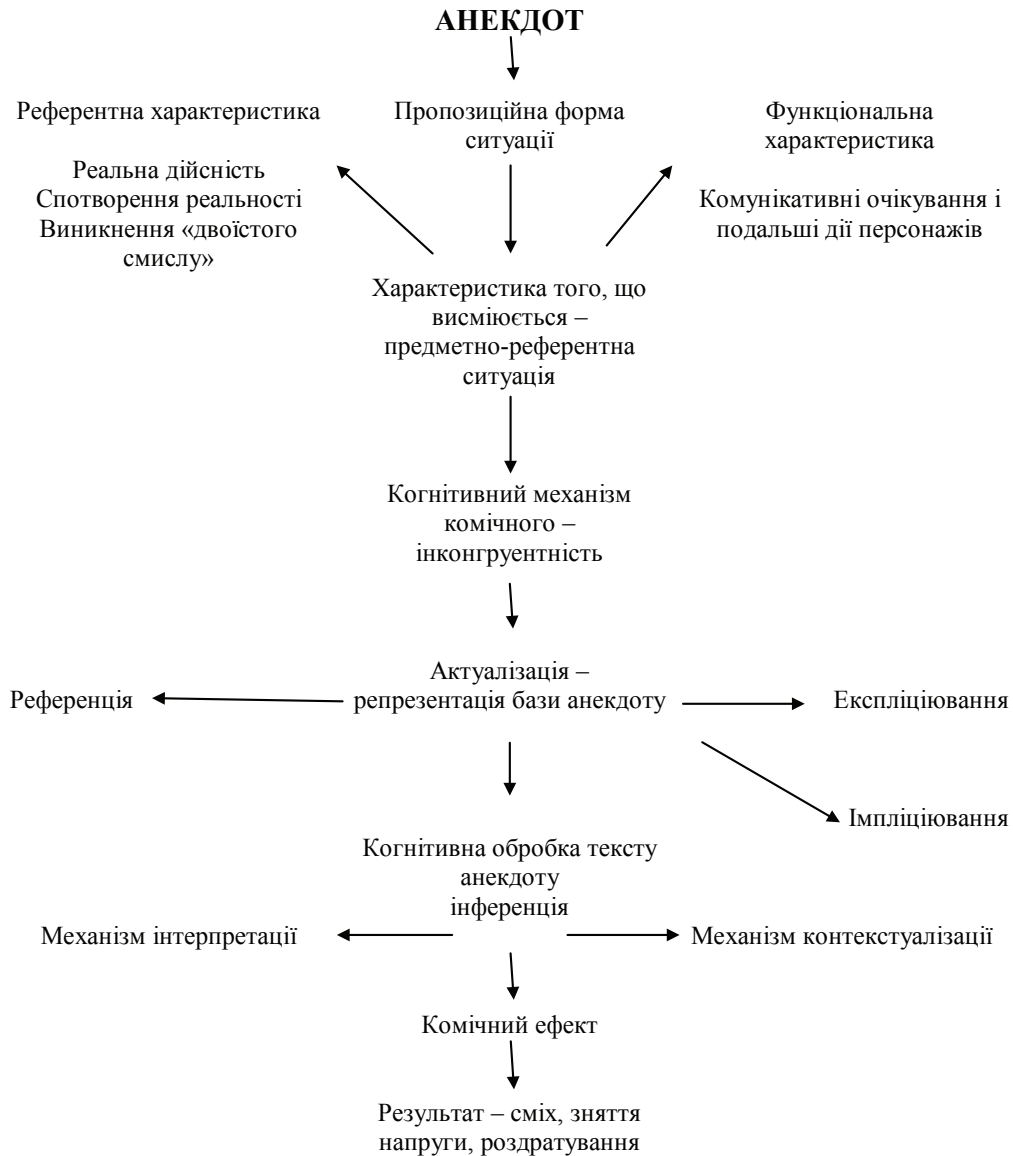 АНЕКДОТ
Референтна характеристика
Реальна дійсність
Спотворення реальності
Виникнення «двоїстого
смислу»
Пропозиційна форма
ситуації
Функціональна
характеристика
Комунікативні очікування і
подальші дії персонажів
Характеристика того, що
висміюється –
предметно-референтна
ситуація
Когнітивний механізм
комічного –
інконгруентність
Актуалізація –
репрезентація бази анекдоту
Референція
Експліціювання
Імпліціювання
Когнітивна обробка тексту
анекдоту
інференція
Механізм інтерпретації
Механізм контекстуалізації
Комічний ефект
Результат – сміх, зняття
напруги, роздратування